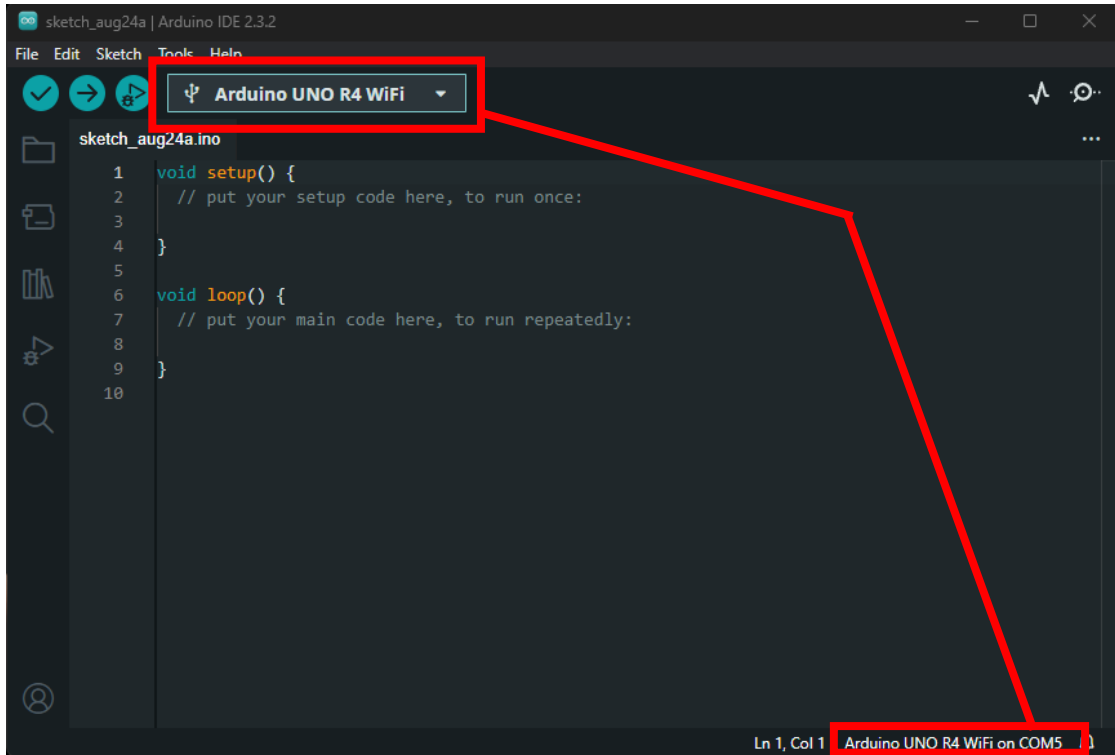 sketch_aug24a | Arduino IDE 2.3.2
File Edit Sketch Tools Help
Arduino UNO R4 WiFi
sketch_aug24a.ino
1 void setup() {
2 // put your setup code here, to run once:
3
4 }
5
6 void loop() {
7 // put your main code here, to run repeatedly:
8
9 }
10
Ln 1, Col 1 Arduino UNO R4 WiFi on COM5